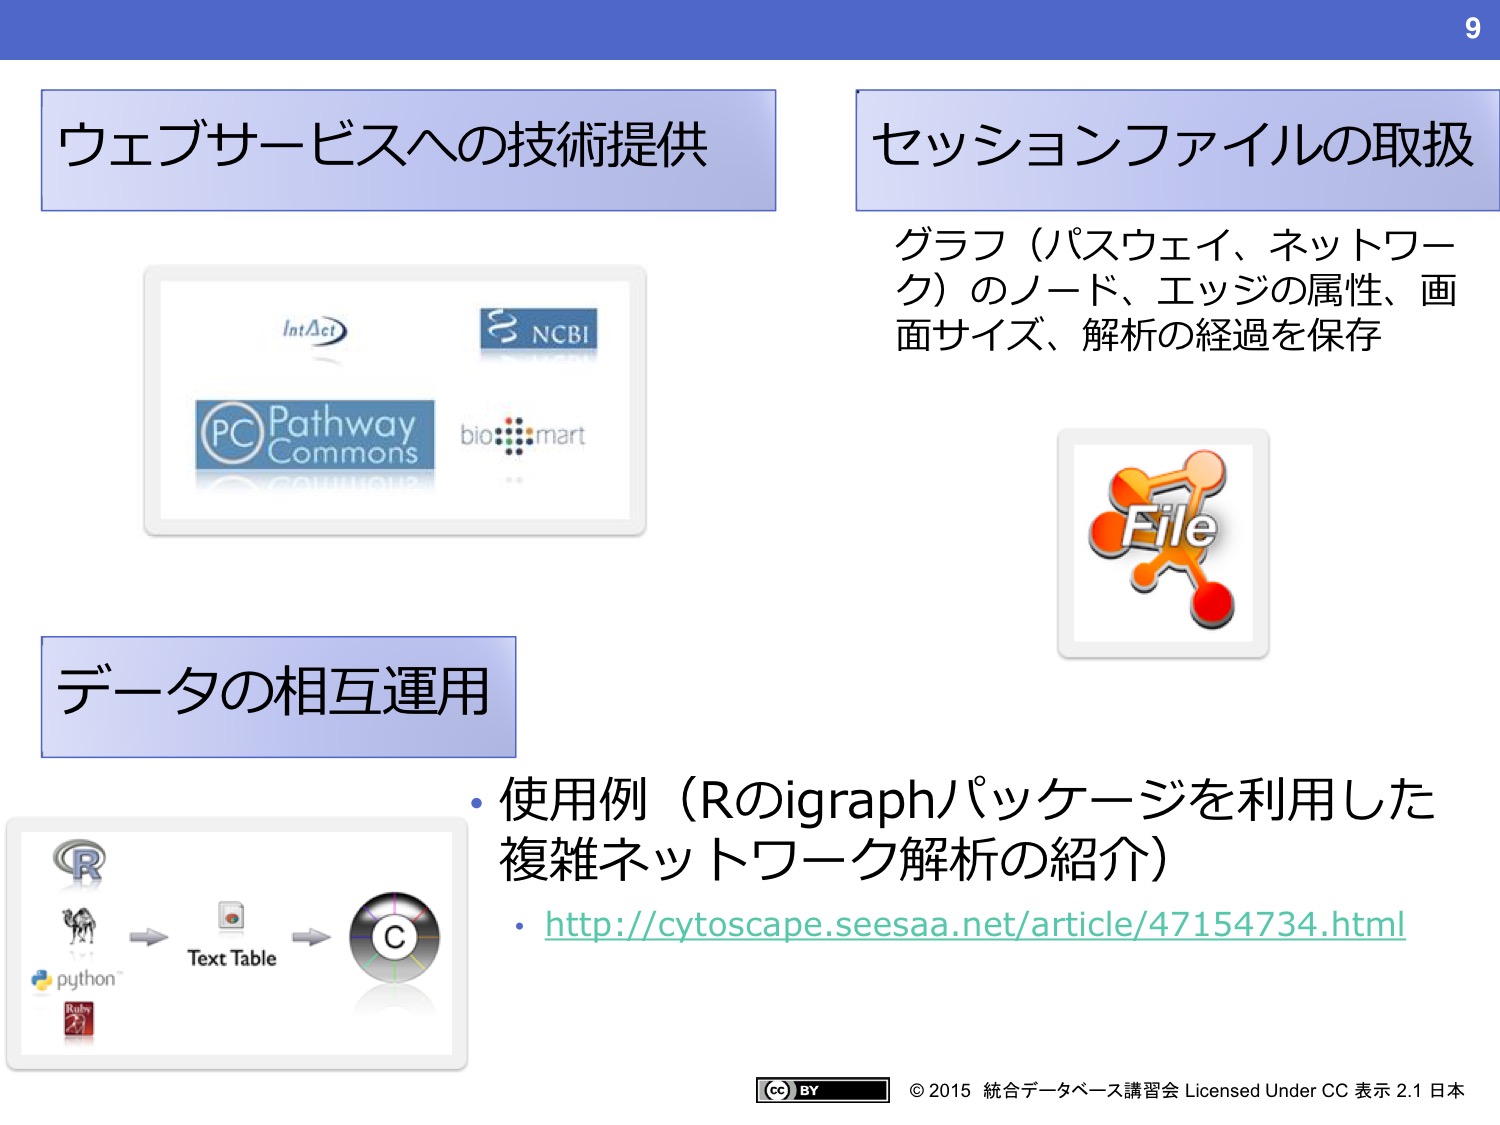 9
ウェブサービスへの技術提供
IntAct
NCBI
PC Pathway
Commons
bio mart
セッションファイルの取扱
グラフ（パスウェイ、ネットワー
ク）のノード、エッジの属性、画
面サイズ、解析の経過を保存
File
データの相互運用
R
python
Ruby
Text Table
C
• 使用例（Rのigraphパッケージを利用した
複雑ネットワーク解析の紹介）
• http://cytoscape.seesaa.net/article/47154734.html
cc BY
© 2015 統合データベース講習会 Licensed Under CC 表示 2.1 日本